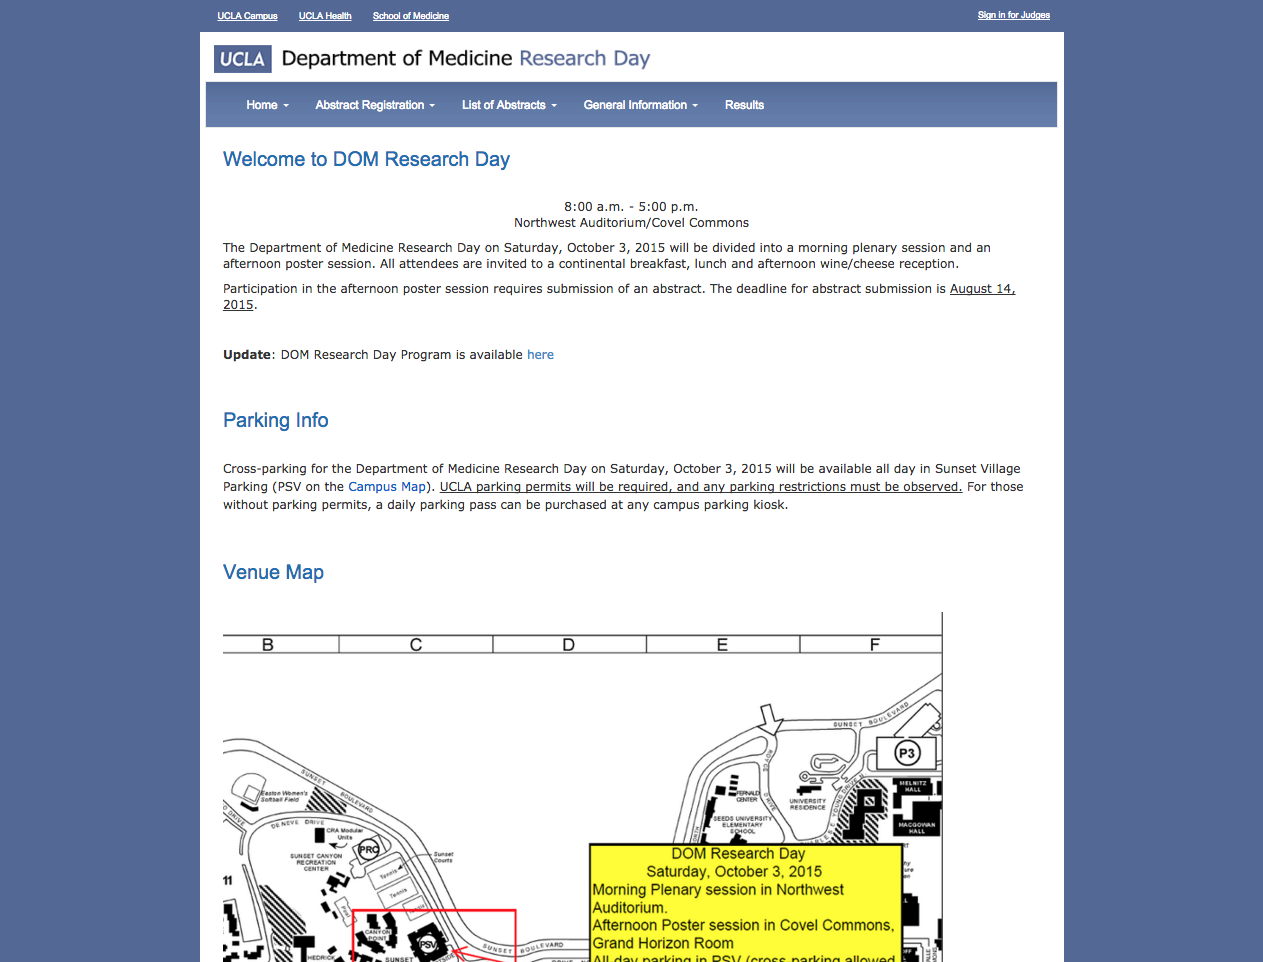 UCLA Campus
UCLA Health
School of Medicine
Sign in for Judges
UCLA Department of Medicine Research Day
Home
Abstract Registration
List of Abstracts
General Information
Results
Welcome to DOM Research Day
8:00 a.m. - 5:00 p.m.
Northwest Auditorium/Covel Commons
The Department of Medicine Research Day on Saturday, October 3, 2015 will be divided into a morning plenary session and an
afternoon poster session. All attendees are invited to a continental breakfast, lunch and afternoon wine/cheese reception.
Participation in the afternoon poster session requires submission of an abstract. The deadline for abstract submission is August 14,
2015.
Update: DOM Research Day Program is available here
Parking Info
Cross-parking for the Department of Medicine Research Day on Saturday, October 3, 2015 will be available all day in Sunset Village
Parking (PSV on the Campus Map). UCLA parking permits will be required, and any parking restrictions must be observed. For those
without parking permits, a daily parking pass can be purchased at any campus parking kiosk.
Venue Map
B C D E F
SUNSET BOULEVARD
P3
ROYCE DRIVE
Easton Women's
Softball Field
SUNSET BOULEVARD
FERNALD
CENTER
UNIVERSITY
RESIDENCE
MELNITZ
HALL
DE NEVE DRIVE
CRA Modular
Units
SEEDS UNIVERSITY
ELEMENTARY
SCHOOL
CHARLES E YOUNG DRIVE N
MACGOWAN
HALL
PRC
SUNSET CANYON
RECREATION
CENTER
Sunset
Courts
Tennis
Tennis
11
Pool
CANYON
POINT
PSV
SUNSET
HEDRICK
SUNSET BOULEVARD
DOM Research Day
Saturday, October 3, 2015
Morning Plenary session in Northwest
Auditorium.
Afternoon Poster session in Covel Commons,
Grand Horizon Room
All day parking in PSV (cross-parking allowed